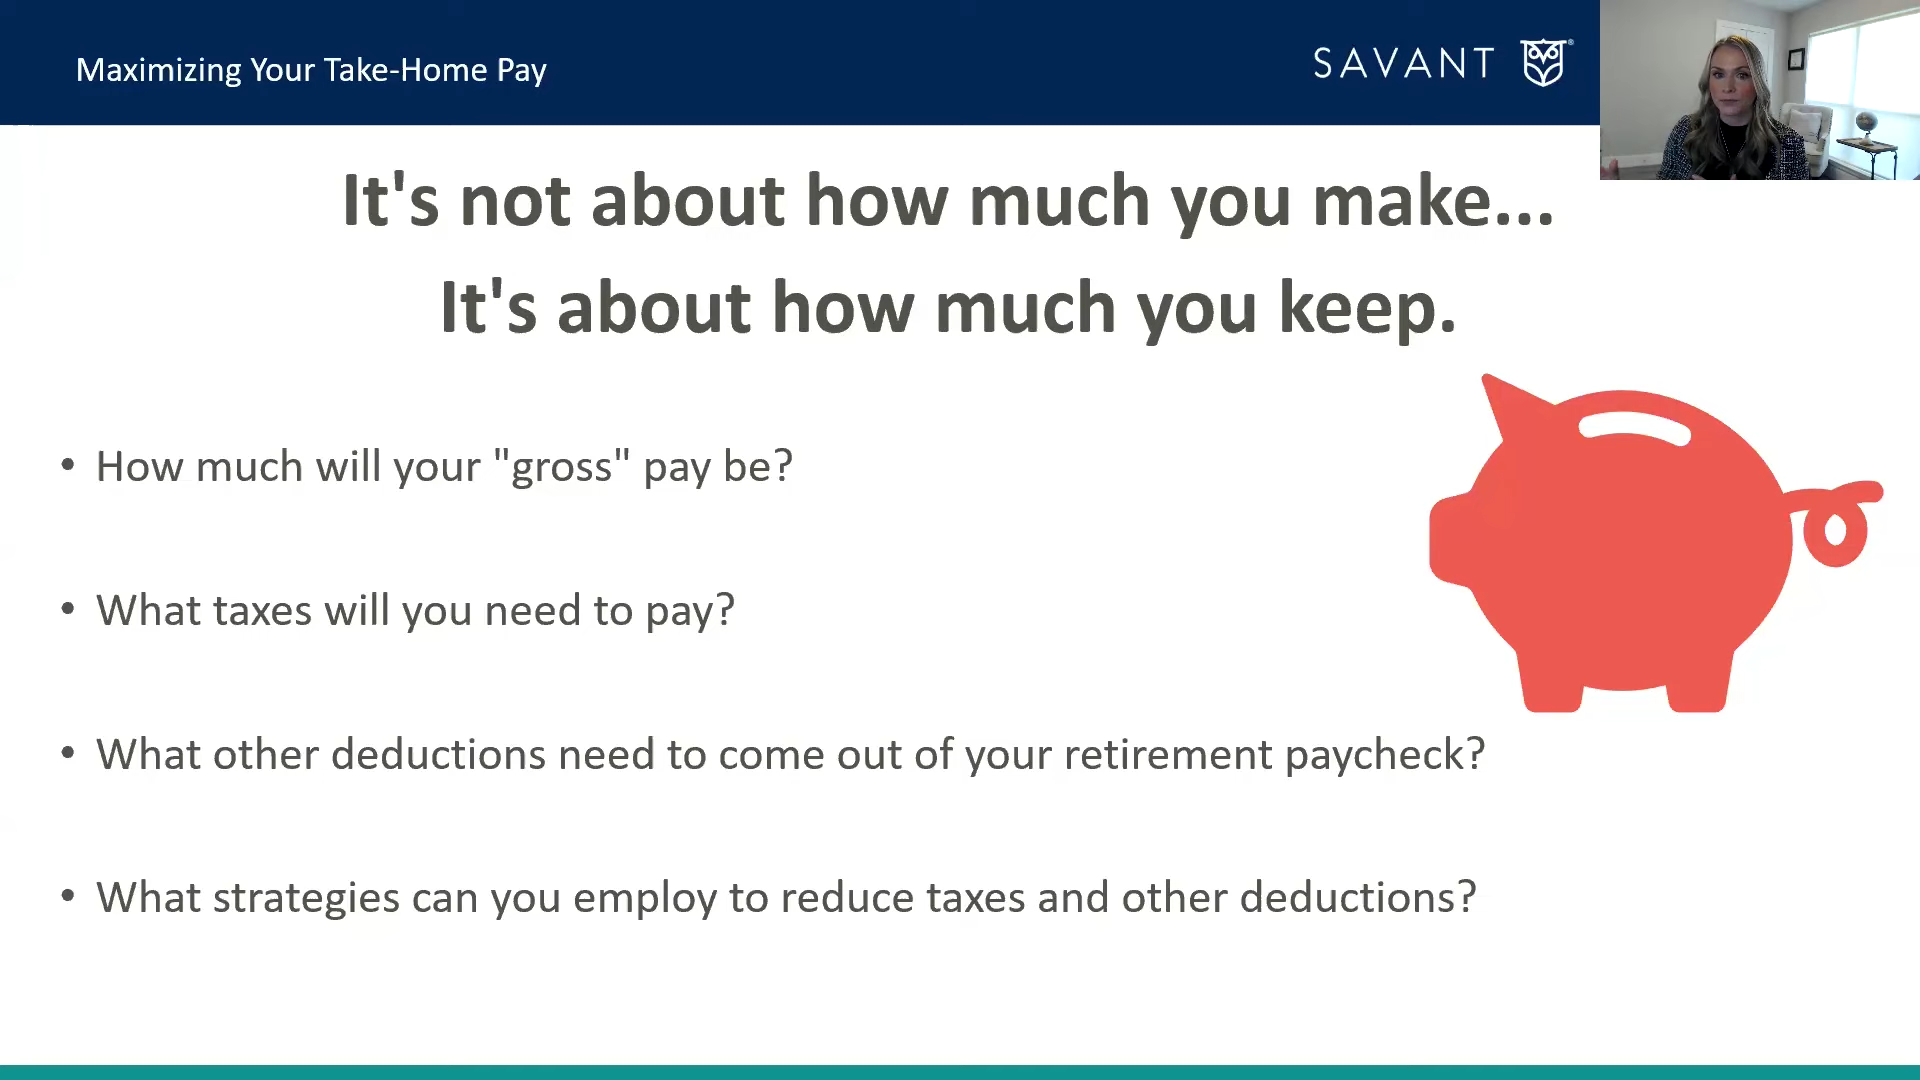 Maximizing Your Take-Home Pay
SAVANT
It's not about how much you make...
It's about how much you keep.
• How much will your "gross" pay be?
• What taxes will you need to pay?
• What other deductions need to come out of your retirement paycheck?
• What strategies can you employ to reduce taxes and other deductions?